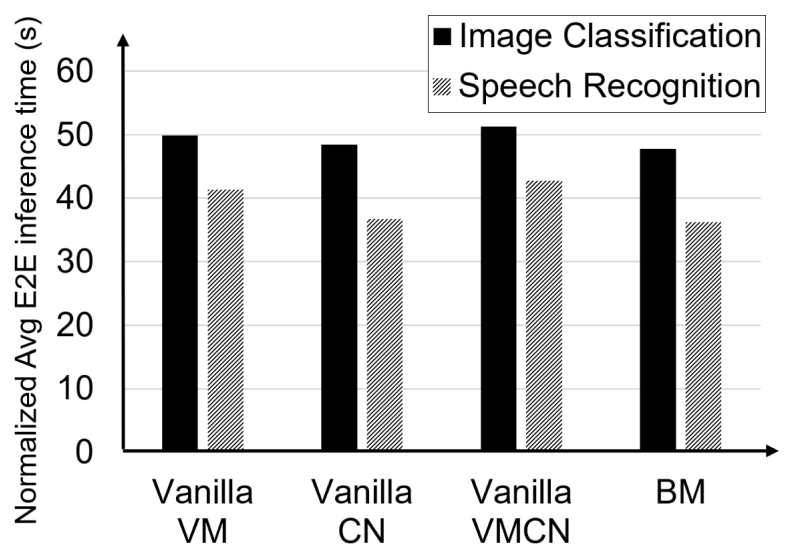 Normalized Avg E2E inference time (s)
Image Classification
Speech Recognition
60
50
40
30
20
10
0
Vanilla
VM
Vanilla
CN
Vanilla
VMCN
BM